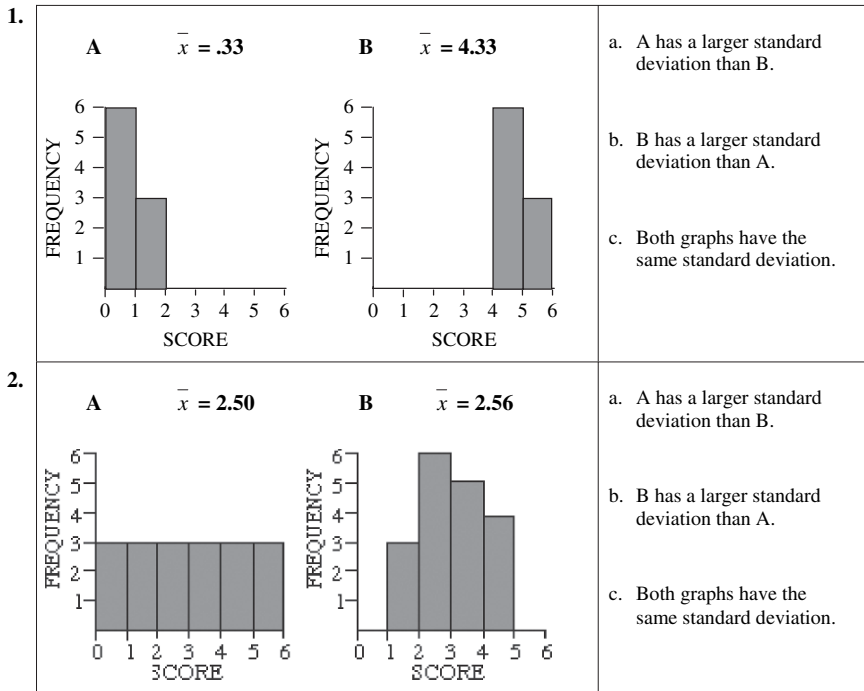 1.
A x̅ = .33
B x̅ = 4.33
6
5
4
3
2
1
FREQUENCY
0 1 2 3 4 5 6
SCORE
6
5
4
3
2
1
FREQUENCY
0 1 2 3 4 5 6
SCORE
a. A has a larger standard
deviation than B.
b. B has a larger standard
deviation than A.
c. Both graphs have the
same standard deviation.
2.
A x̅ = 2.50
B x̅ = 2.56
6
5
4
3
2
1
FREQUENCY
0 1 2 3 4 5 6
SCORE
6
5
4
3
2
1
FREQUENCY
0 1 2 3 4 5 6
SCORE
a. A has a larger standard
deviation than B.
b. B has a larger standard
deviation than A.
c. Both graphs have the
same standard deviation.